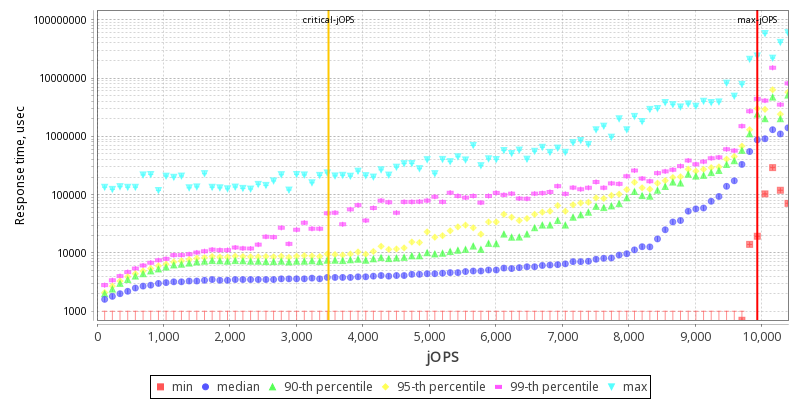 critical-jOPS
max-jOPS
100000000
10000000
1000000
100000
10000
1000
Response time, usec
0
1,000
2,000
3,000
4,000
5,000
6,000
7,000
8,000
9,000
10,000
jOPS
min
median
90-th percentile
95-th percentile
99-th percentile
max